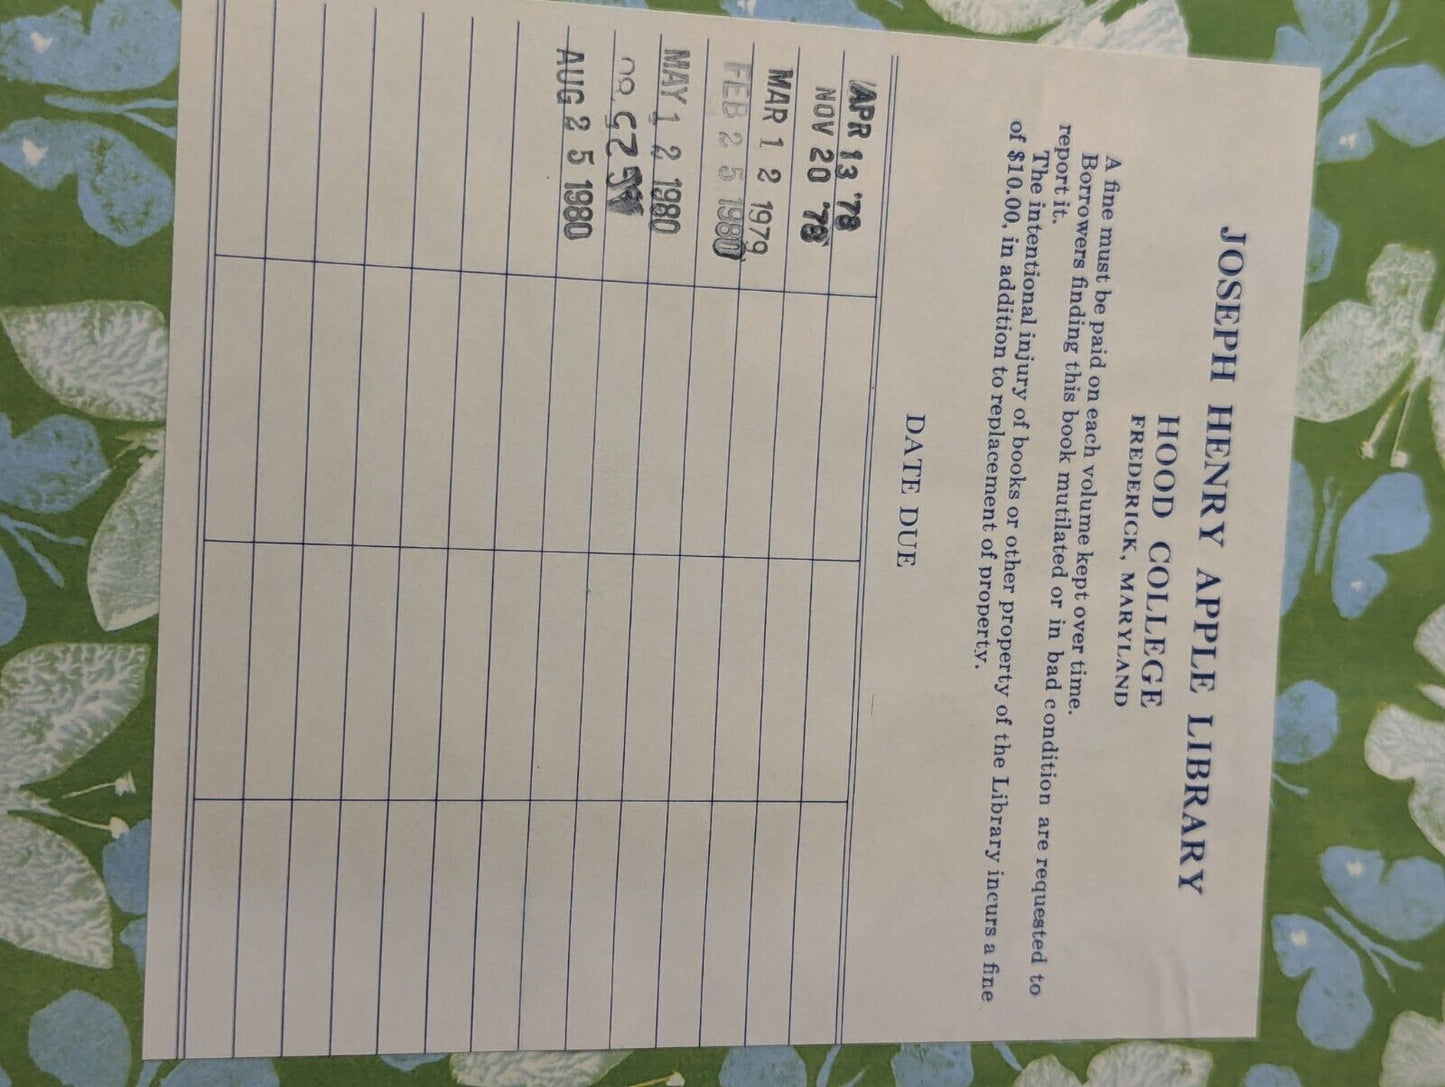 JOSEPH HENRY APPLE LIBRARY
HOOD COLLEGE
FREDERICK, MARYLAND
A fine must be paid on each volume kept over time.
Borrowers finding this book mutilated or in bad condition are requested to
report it.
The intentional injury of books or other property of the Library incurs a fine
of $10.00, in addition to replacement of property.
DATE DUE
APR 13 '78
NOV 20 '78
MAR 1 2 1979
FEB 2 5 1980
MAY 1 2 1980
AUG 2 5 1980